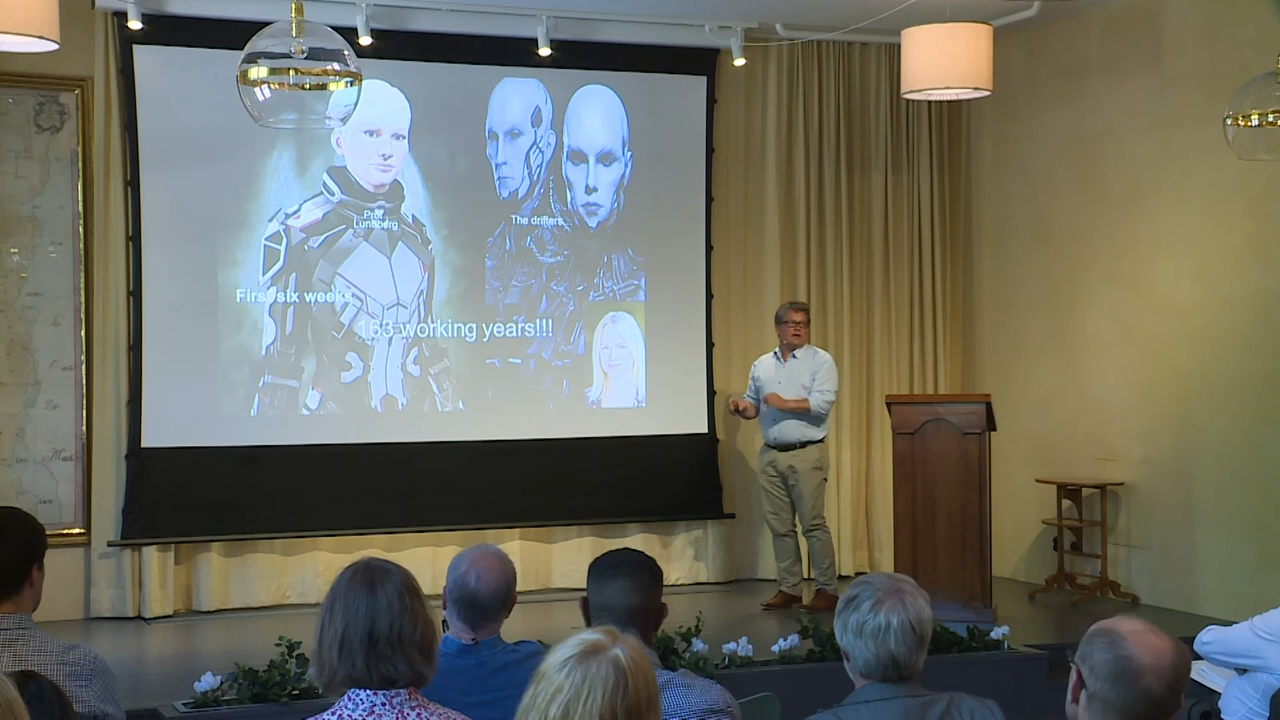 Prof
Lundberg
The drifters
First six weeks
163 working years!!!